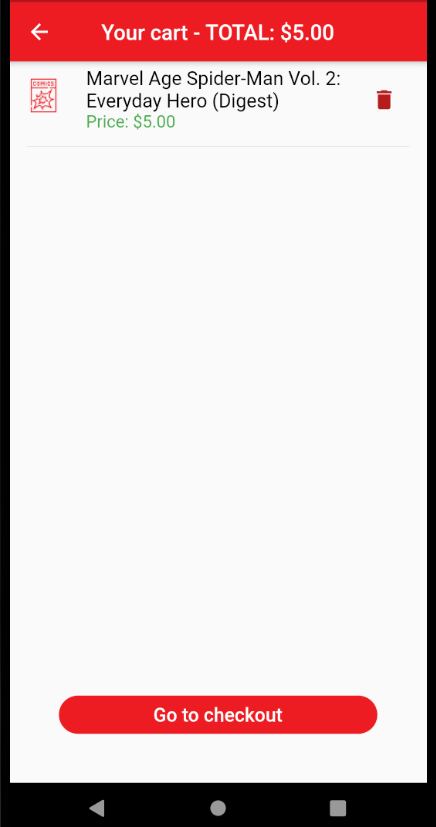 Your cart - TOTAL: $5.00
COMICS
Marvel Age Spider-Man Vol. 2:
Everyday Hero (Digest)
Price: $5.00
Go to checkout